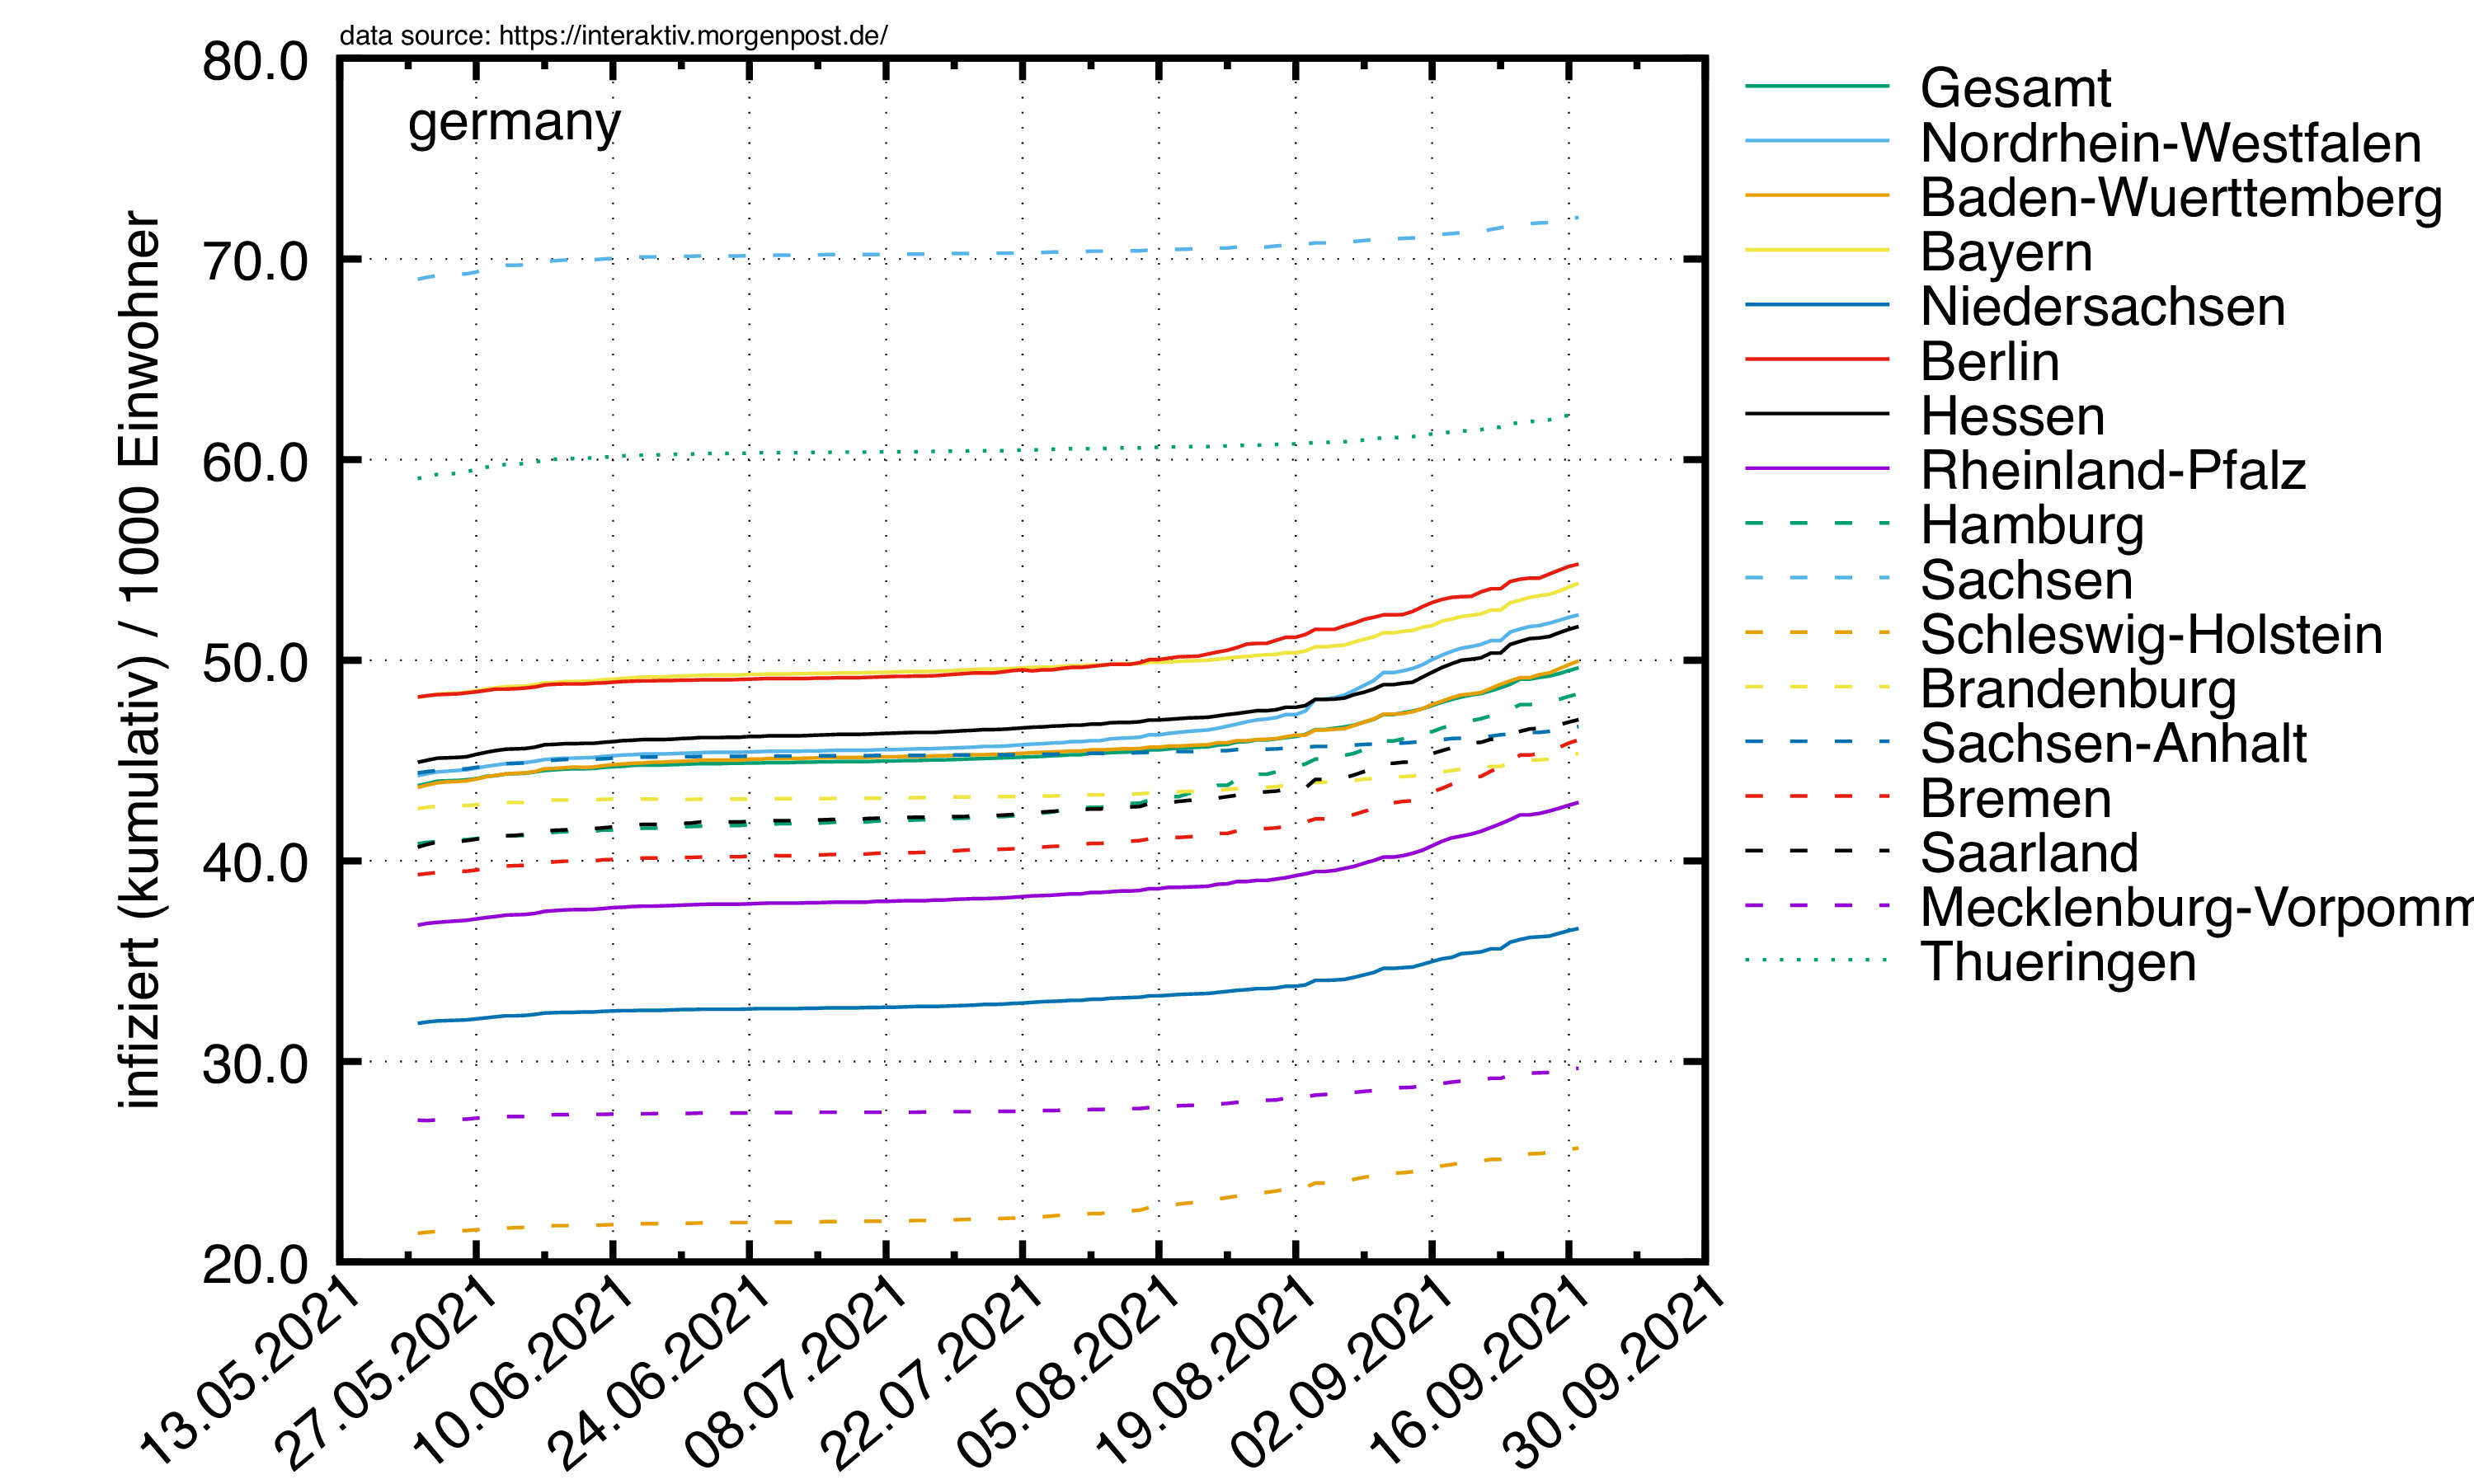 data source: https://interaktiv.morgenpost.de/
germany
infiziert (kumulativ) / 1000 Einwohner
80.0
70.0
60.0
50.0
40.0
30.0
20.0
13.05.2021
27.05.2021
10.06.2021
24.06.2021
08.07.2021
22.07.2021
05.08.2021
19.08.2021
02.09.2021
16.09.2021
30.09.2021
Gesamt
Nordrhein-Westfalen
Baden-Wuerttemberg
Bayern
Niedersachsen
Berlin
Hessen
Rheinland-Pfalz
Hamburg
Sachsen
Schleswig-Holstein
Brandenburg
Sachsen-Anhalt
Bremen
Saarland
Mecklenburg-Vorpomm
Thueringen